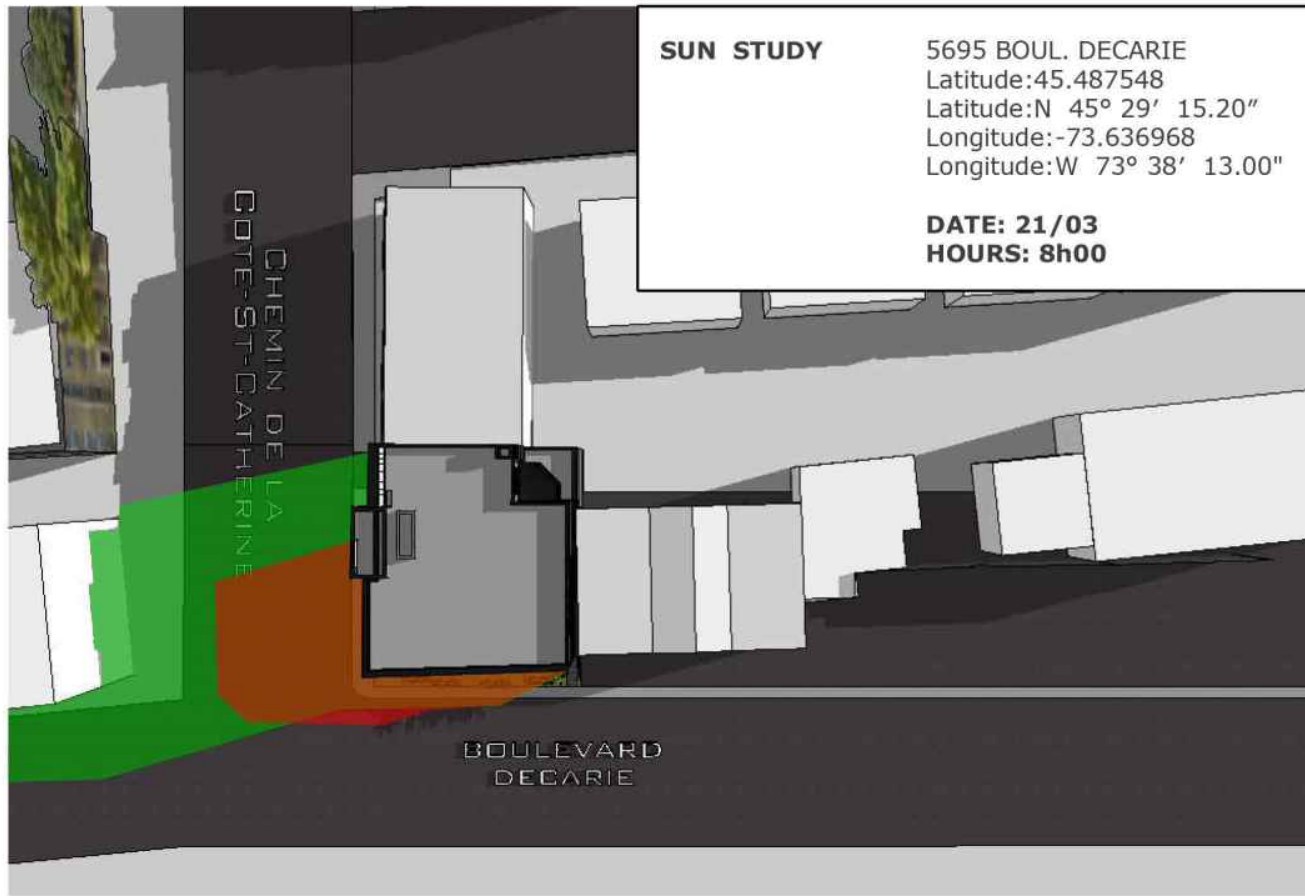 SUN STUDY
5695 BOUL. DECARIE
Latitude:45.487548
Latitude:N 45° 29′ 15.20″
Longitude:-73.636968
Longitude:W 73° 38′ 13.00"
DATE: 21/03
HOURS: 8h00
CHEMIN DE LA
COTE-ST-CATHERINE
BOULEVARD
DECARIE